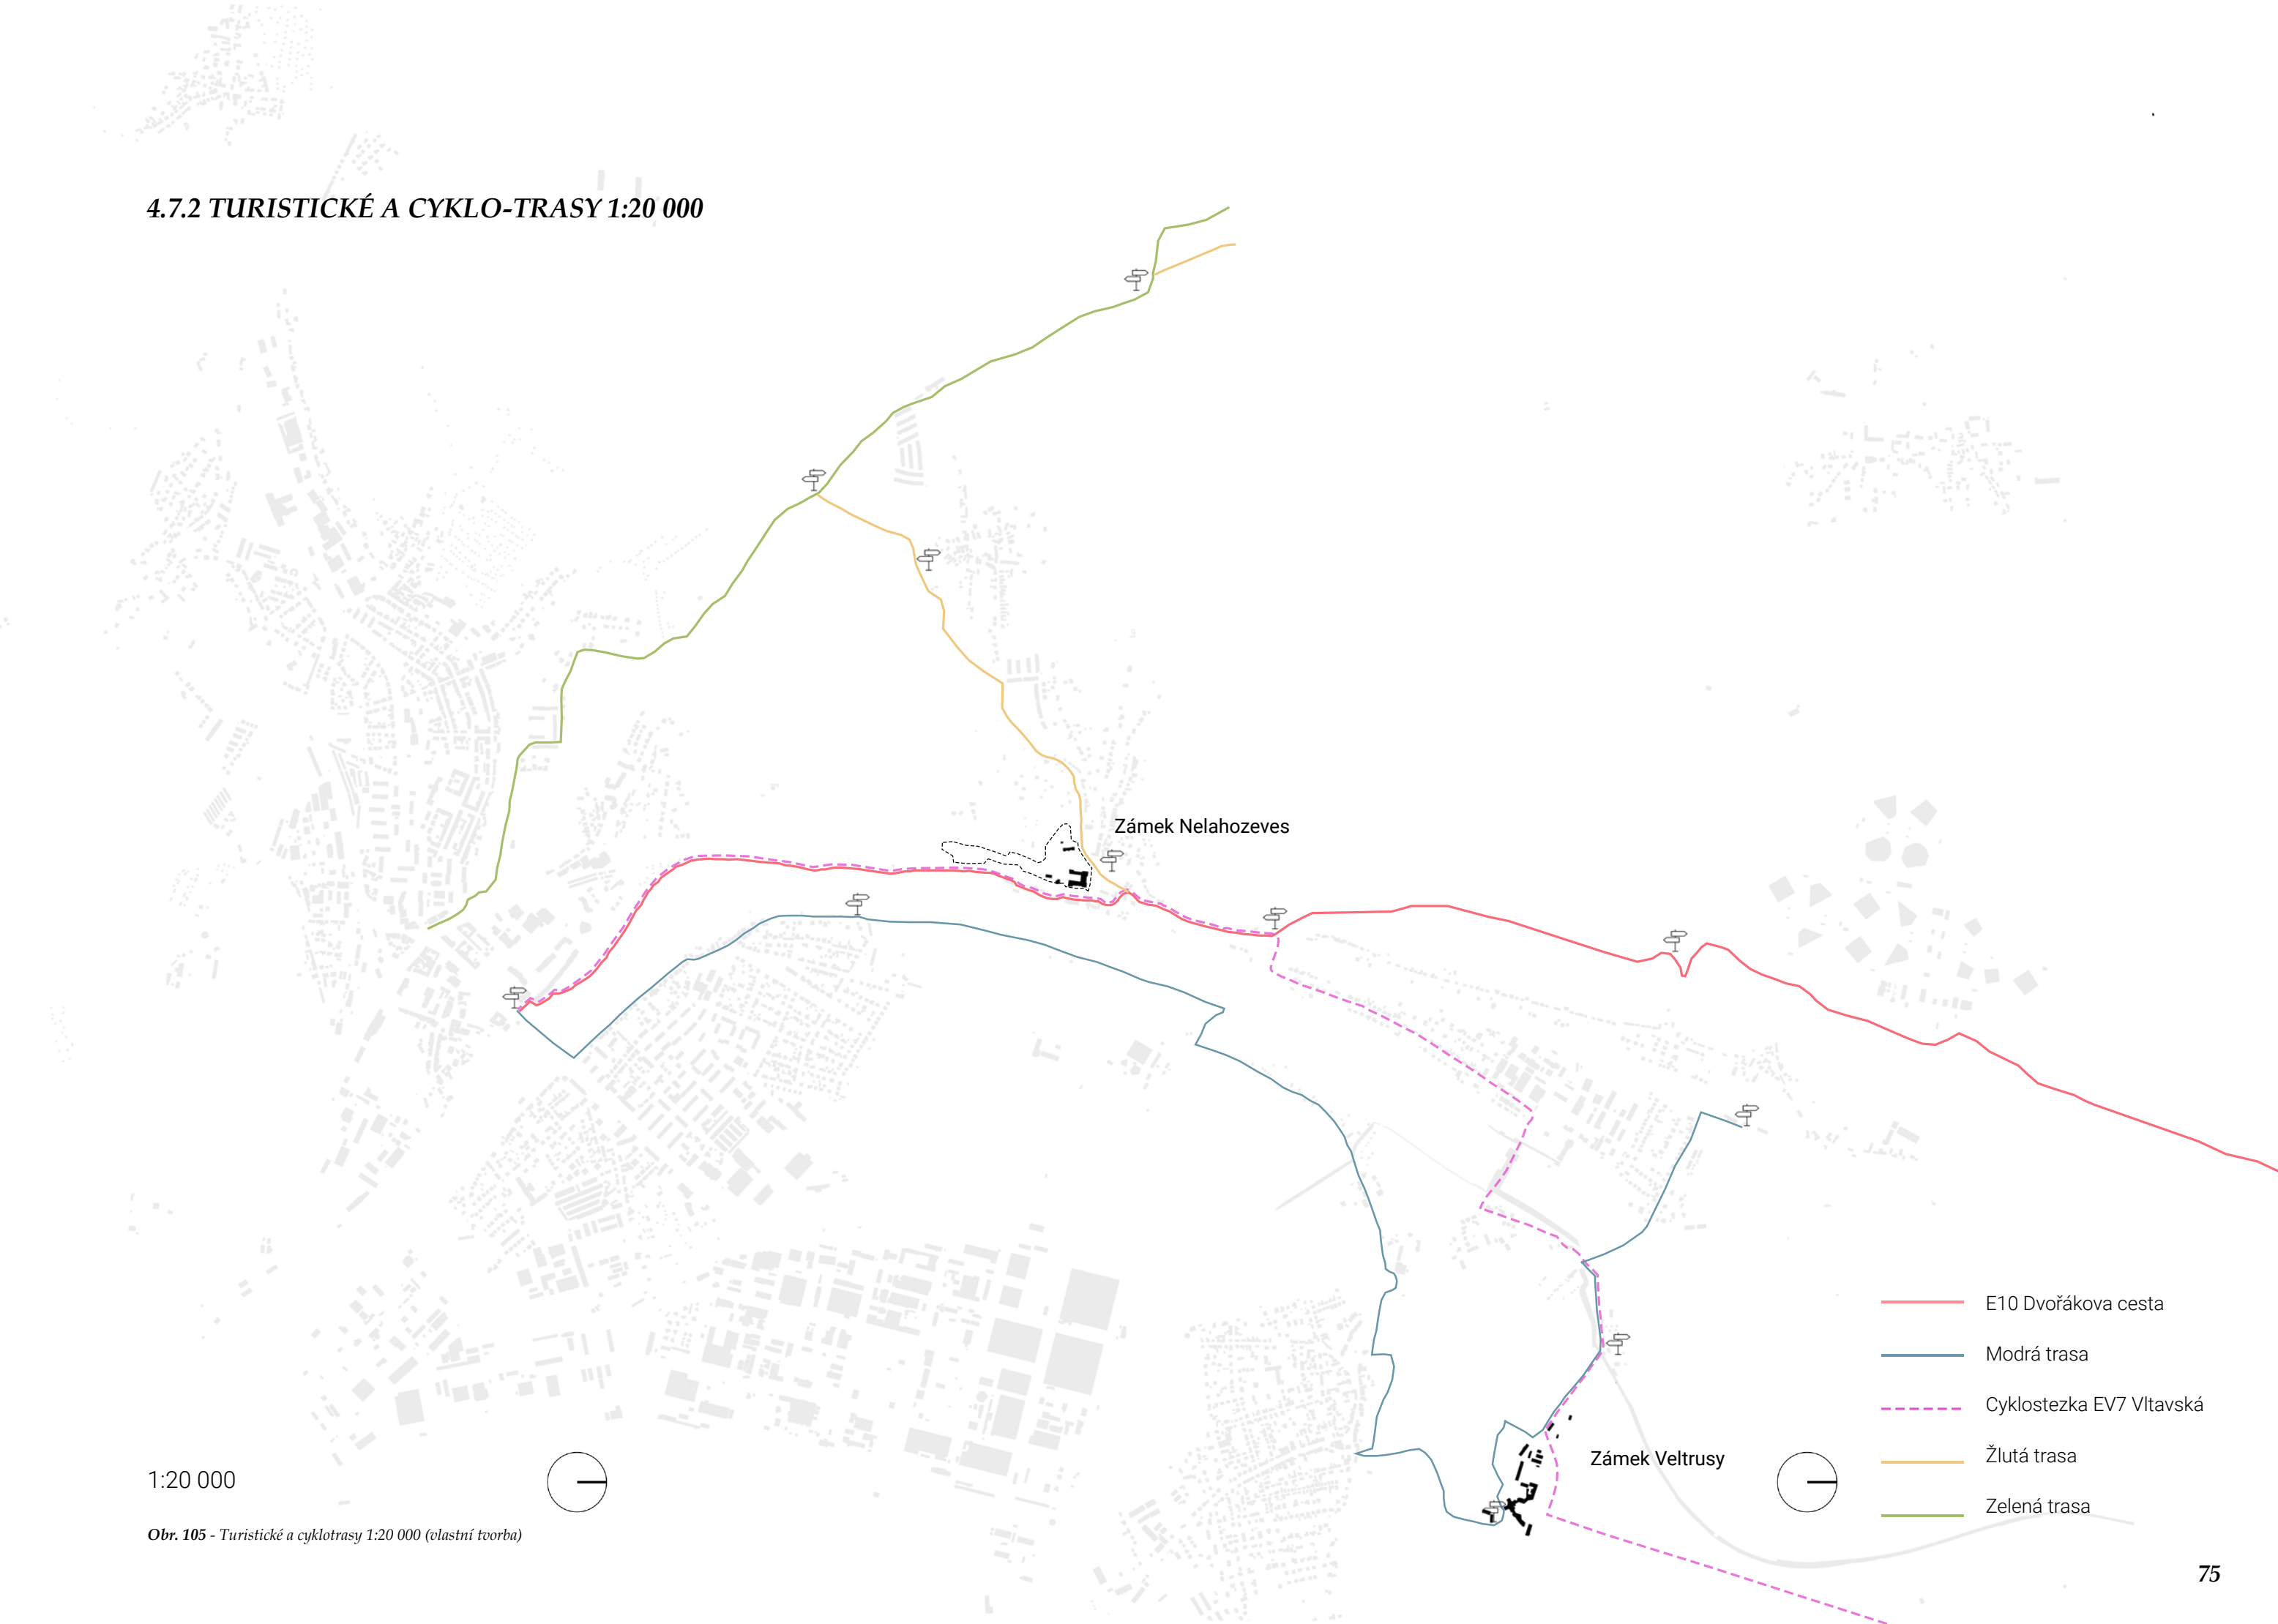 4.7.2 TURISTICKÉ A CYKLO-TRASY 1:20 000
Zámek Nelahozeves
E10 Dvořákova cesta
Modrá trasa
Cyklostezka EV7 Vltavská
Žlutá trasa
Zelená trasa
Zámek Veltrusy
1:20 000
Obr. 105 - Turistické a cyklotrasy 1:20 000 (vlastní tvorba)
75